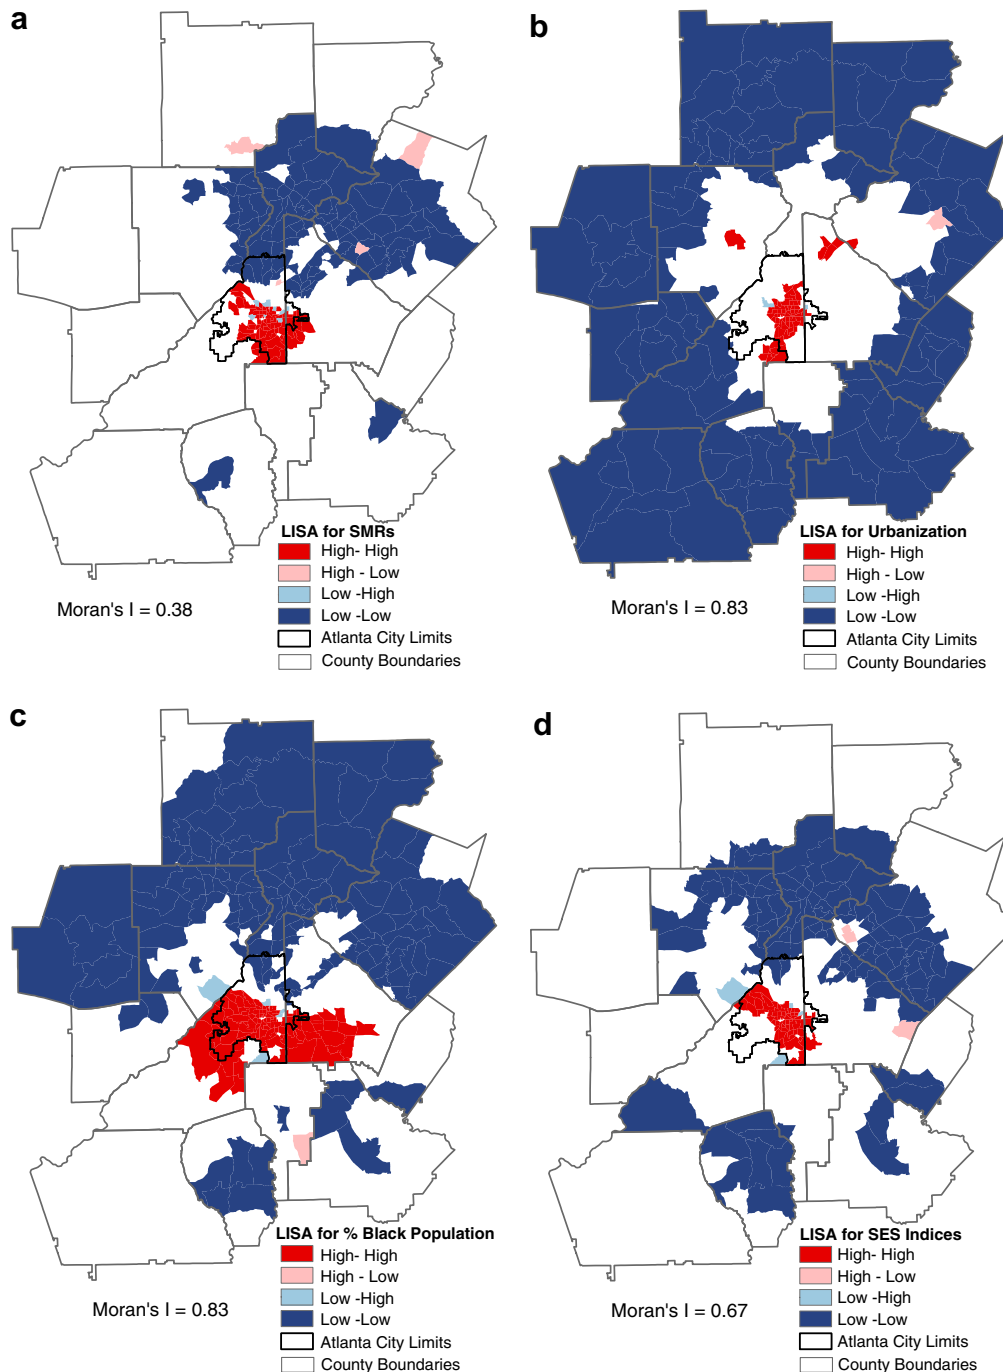 a
LISA for SMRs
High- High
High - Low
Low -High
Low -Low
Atlanta City Limits
County Boundaries
Moran's I = 0.38
b
LISA for Urbanization
High- High
High - Low
Low -High
Low -Low
Atlanta City Limits
County Boundaries
Moran's I = 0.83
c
LISA for % Black Population
High- High
High - Low
Low -High
Low -Low
Atlanta City Limits
County Boundaries
Moran's I = 0.83
d
LISA for SES Indices
High- High
High - Low
Low -High
Low -Low
Atlanta City Limits
County Boundaries
Moran's I = 0.67